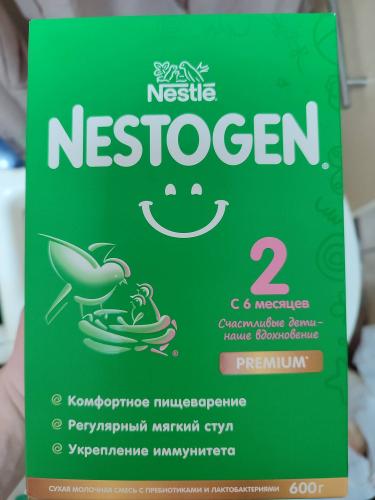 Nestlé
NESTOGEN®
2
С 6 месяцев
Счастливые дети –
наше вдохновение
PREMIUM*
Комфортное пищеварение
Регулярный мягкий стул
Укрепление иммунитета
СУХАЯ МОЛОЧНАЯ СМЕСЬ С ПРЕБИОТИКАМИ И ЛАКТОБАКТЕРИЯМИ 600 г